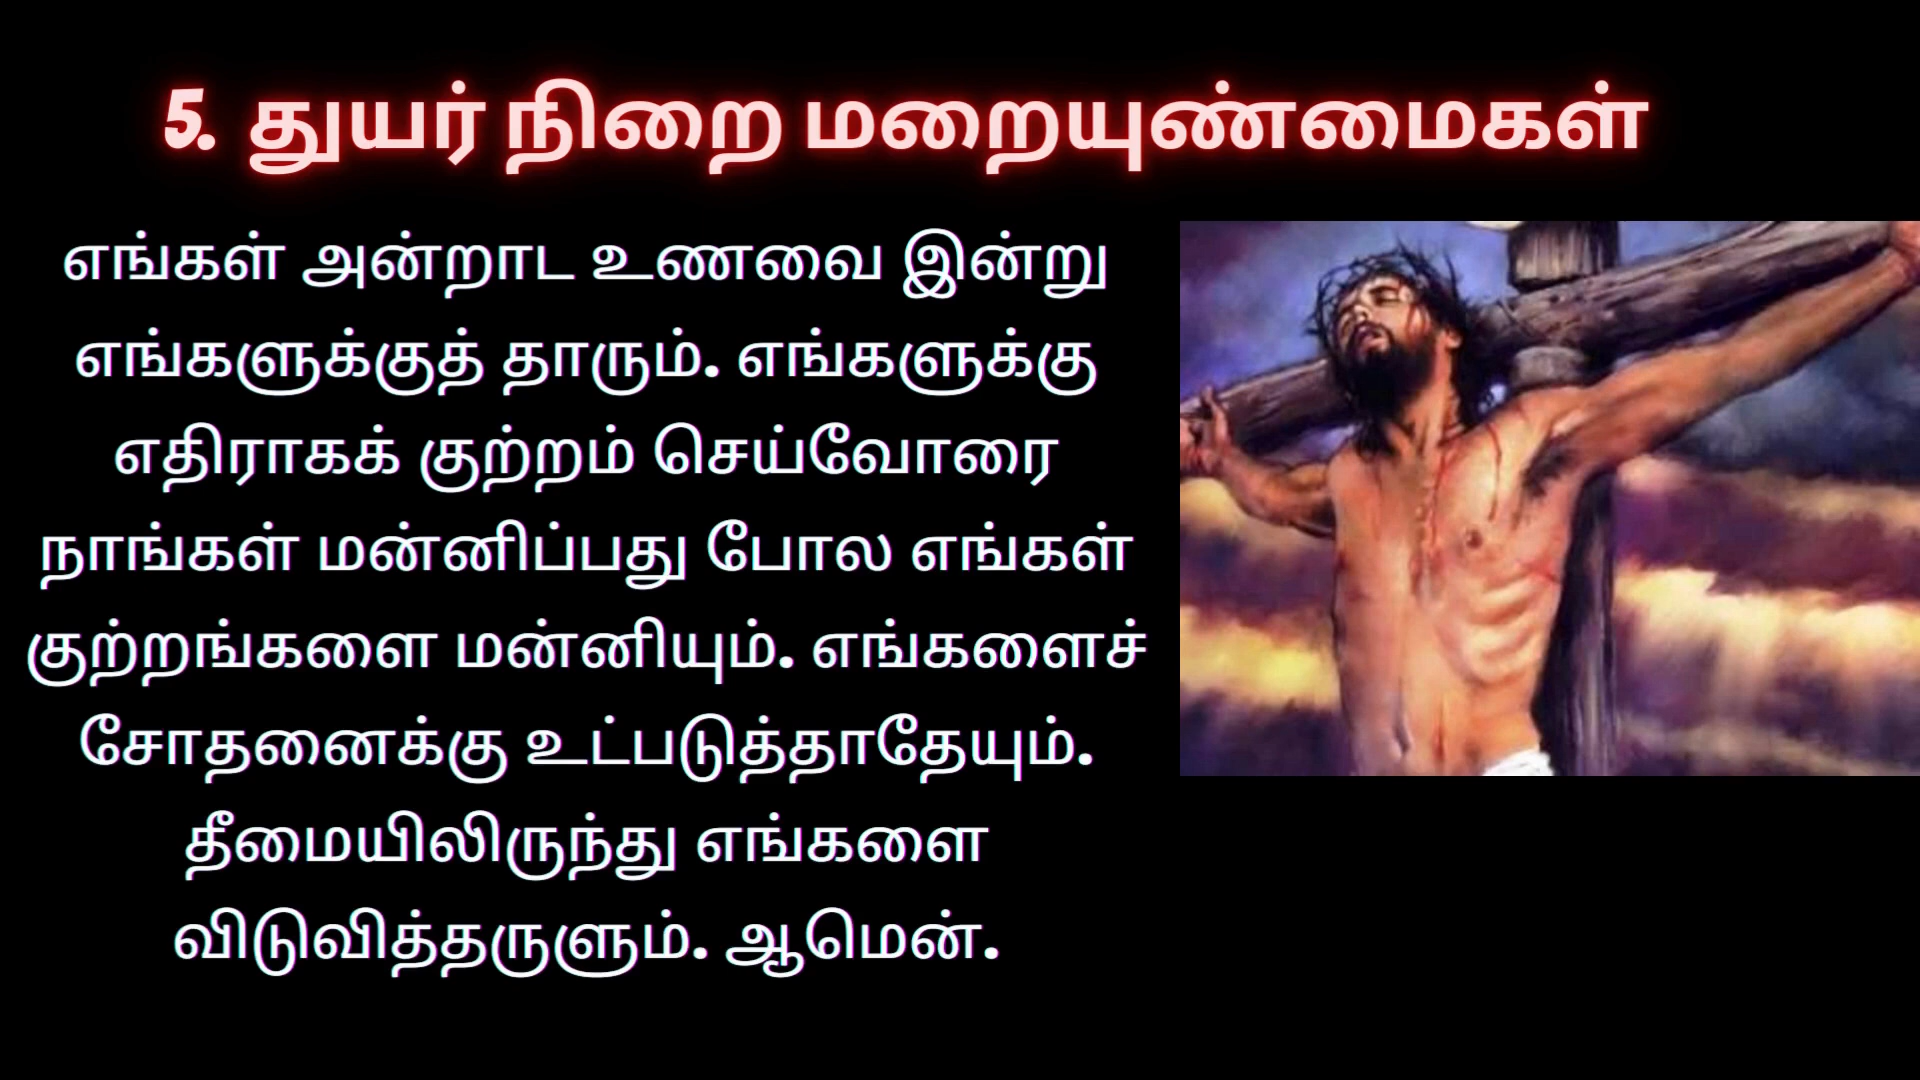 5. துயர் நிறை மறையுண்மைகள்
எங்கள் அன்றாட உணவை இன்று
எங்களுக்குத் தாரும். எங்களுக்கு
எதிராகக் குற்றம் செய்வோரை
நாங்கள் மன்னிப்பது போல எங்கள்
குற்றங்களை மன்னியும். எங்களைச்
சோதனைக்கு உட்படுத்தாதேயும்.
தீமையிலிருந்து எங்களை
விடுவித்தருளும். ஆமென்.